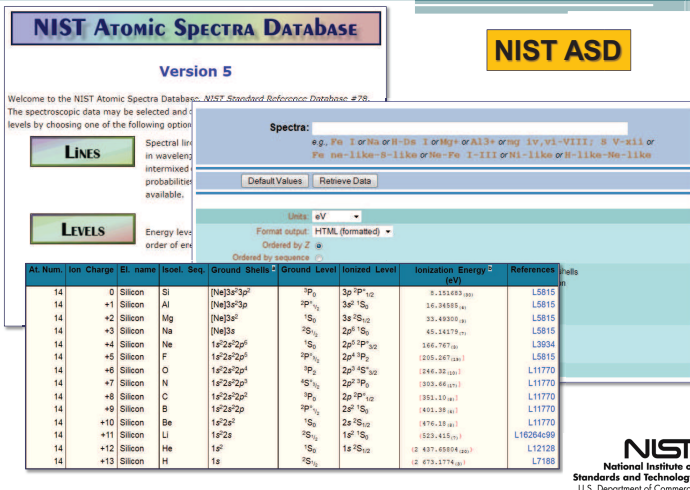 NIST ATOMIC SPECTRA DATABASE
NIST ASD
Version 5
Welcome to the NIST Atomic Spectra Database, NIST Standard Reference Database #78.
The spectroscopic data may be selected and
levels by choosing one of the following option
LINES
Spectral
in waveleng
intermixed
probabilities
available.
LEVELS
Energy leve
order of ene
Spectra:
e.g., Fe I or Na or H-Ds I or Mg+ or Al3+ or mg iv,vi-VIII; S V-xii or
Fe ne-like-S-like or Ne-Fe I-III or Ni-like or H-like-Ne-like
Default Values Retrieve Data
Units: eV
Format output: HTML (formatted)
Ordered by Z
Ordered by sequence
At. Num. Ion Charge El. name Isoel. Seq. Ground Shells Ground Level Ionized Level Ionization Energy (eV) References
14 0 Silicon Si [Ne]3s²3p² ³P₀ 3p ²P°₁/₂ 8.151683 L5815
14 +1 Silicon Al [Ne]3s²3p ²P°₁/₂ 3s² ¹S₀ 16.34585 L5815
14 +2 Silicon Mg [Ne]3s² ¹S₀ 3s ²S₁/₂ 33.49300 L5815
14 +3 Silicon Na [Ne]3s ²S₁/₂ 2p⁶ ¹S₀ 45.14179 L5815
14 +4 Silicon Ne 1s²2s²2p⁶ ¹S₀ 2p⁵ ²P°₃/₂ 166.767 L3934
14 +5 Silicon F 1s²2s²2p⁵ ²P°₃/₂ 2p⁴ ³P₂ [205.267] L5815
14 +6 Silicon O 1s²2s²2p⁴ ³P₂ 2p³ ⁴S°₃/₂ [246.32] L11770
14 +7 Silicon N 1s²2s²2p³ ⁴S°₃/₂ 2p² ³P₀ [303.66] L11770
14 +8 Silicon C 1s²2s²2p² ³P₀ 2p ²P°₁/₂ [351.10] L11770
14 +9 Silicon B 1s²2s²2p ²P°₁/₂ 2s² ¹S₀ [401.38] L11770
14 +10 Silicon Be 1s²2s² ¹S₀ 2s ²S₁/₂ [476.18] L11770
14 +11 Silicon Li 1s²2s ²S₁/₂ 1s² ¹S₀ (523.415) L16264c99
14 +12 Silicon He 1s² ¹S₀ 1s ²S₁/₂ (2 437.65804) L12128
14 +13 Silicon H 1s ²S₁/₂ (2 673.1774) L7188
hells
on
NIST
National Institute of
Standards and Technology
U.S. Department of Commerc